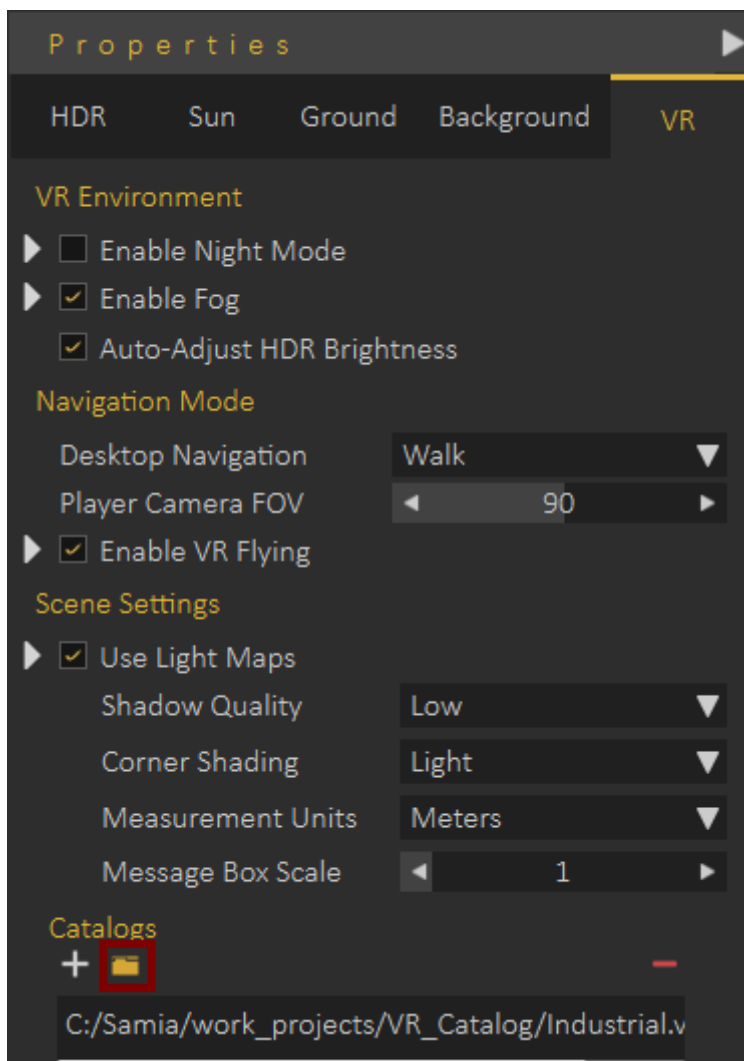 Properties
HDR Sun Ground Background VR
VR Environment
Enable Night Mode
Enable Fog
Auto-Adjust HDR Brightness
Navigation Mode
Desktop Navigation Walk
Player Camera FOV 90
Enable VR Flying
Scene Settings
Use Light Maps
Shadow Quality Low
Corner Shading Light
Measurement Units Meters
Message Box Scale 1
Catalogs
C:/Samia/work_projects/VR_Catalog/Industrial.v